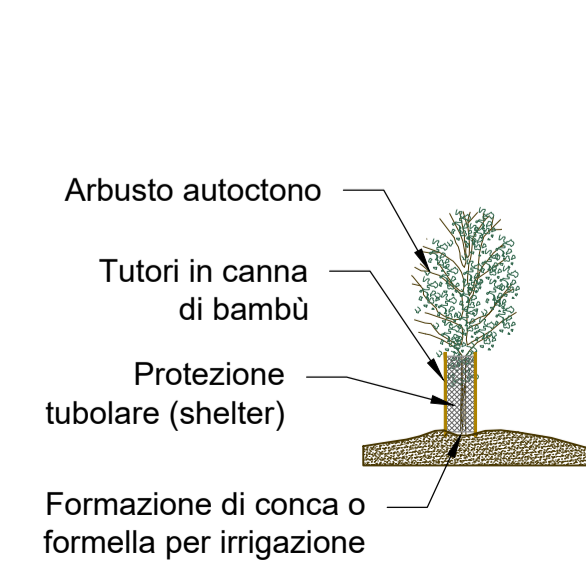 Arbusto autoctono
Tutori in canna
di bambù
Protezione
tubolare (shelter)
Formazione di conca o
formella per irrigazione